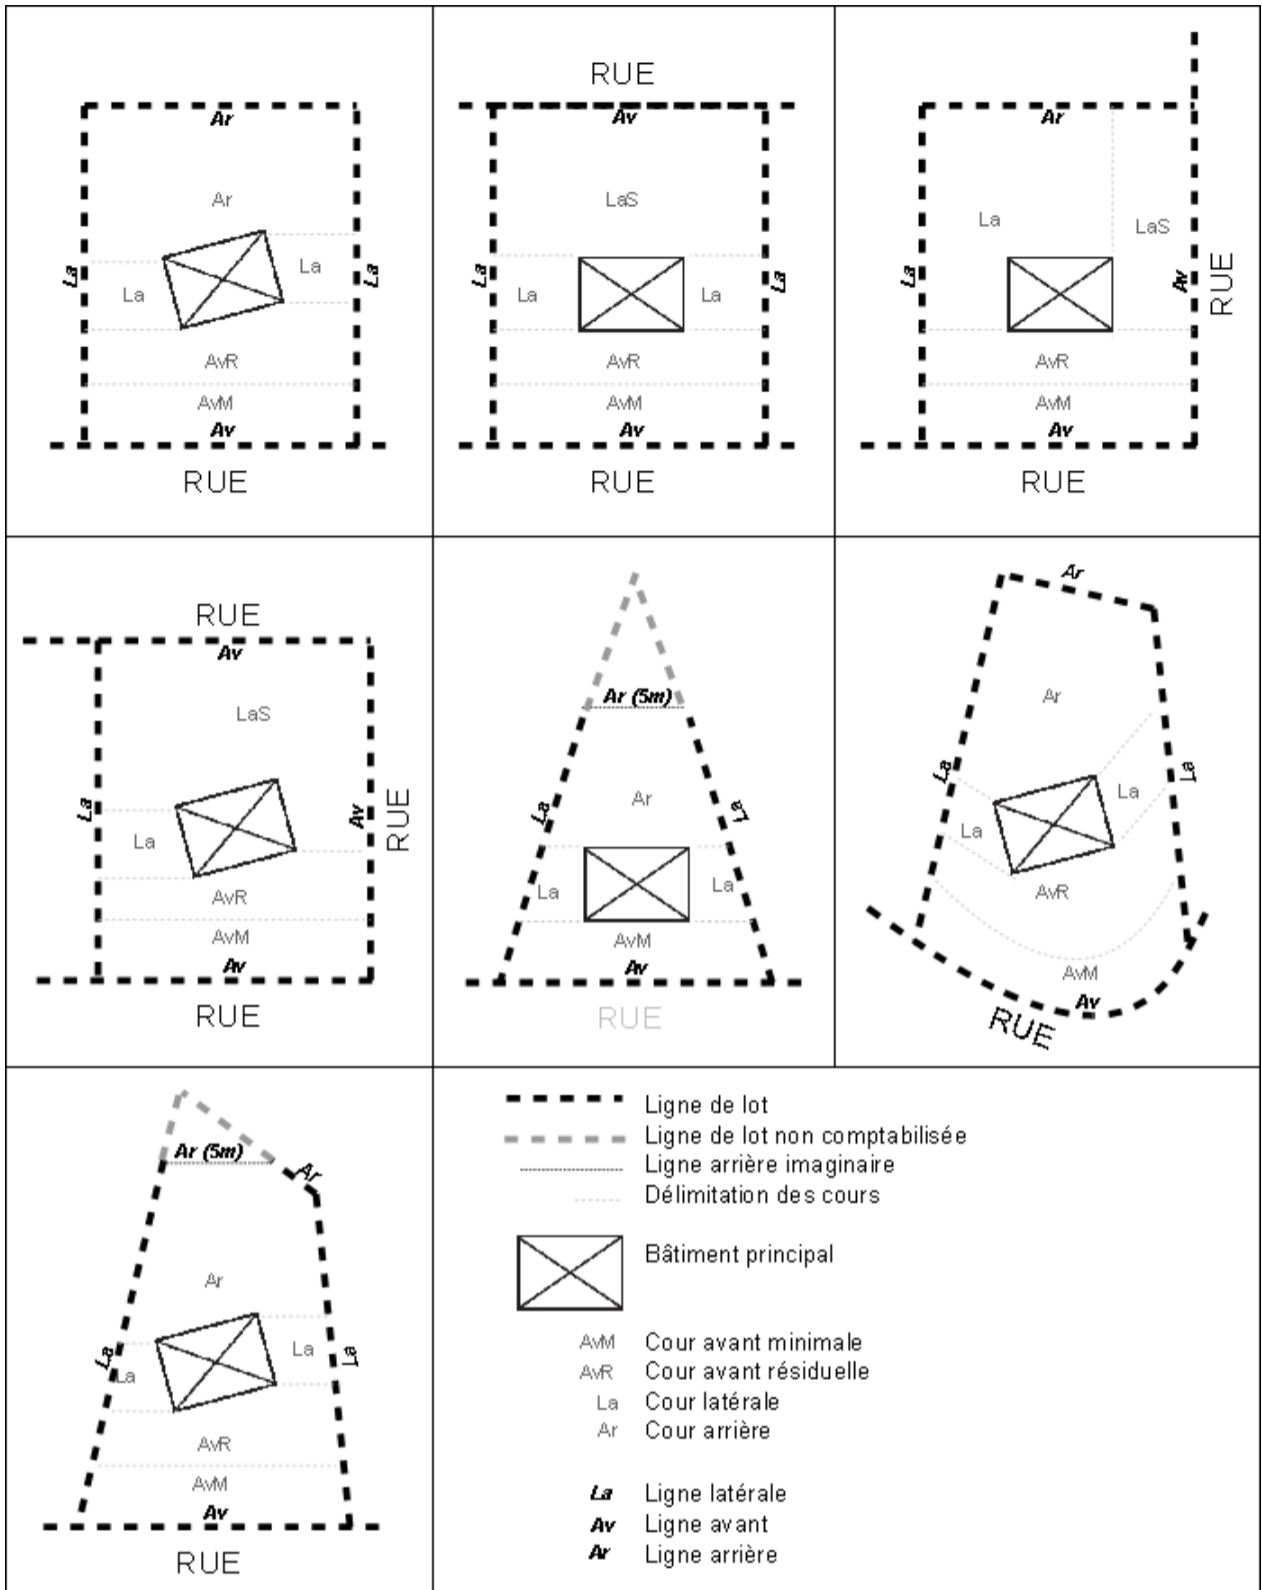 Ar
Ar
La
La
La
La
AvR
AvM
Av
RUE
RUE
Av
LaS
La
La
La
La
AvR
AvM
Av
RUE
Ar
La
LaS
La
Av
RUE
AvR
AvM
Av
RUE
RUE
Av
LaS
La
Av
RUE
La
AvR
AvM
Av
RUE
Ar (5m)
Ar
La
La
La
La
AvM
Av
RUE
Ar
Ar
La
La
La
La
AvR
AvM
Av
RUE
Ar (5m)
Ar
Ar
La
La
La
La
AvR
AvM
Av
RUE
Ligne de lot
Ligne de lot non comptabilisée
Ligne arrière imaginaire
Délimitation des cours
Bâtiment principal
AvM Cour avant minimale
AvR Cour avant résiduelle
La Cour latérale
Ar Cour arrière
La Ligne latérale
Av Ligne avant
Ar Ligne arrière